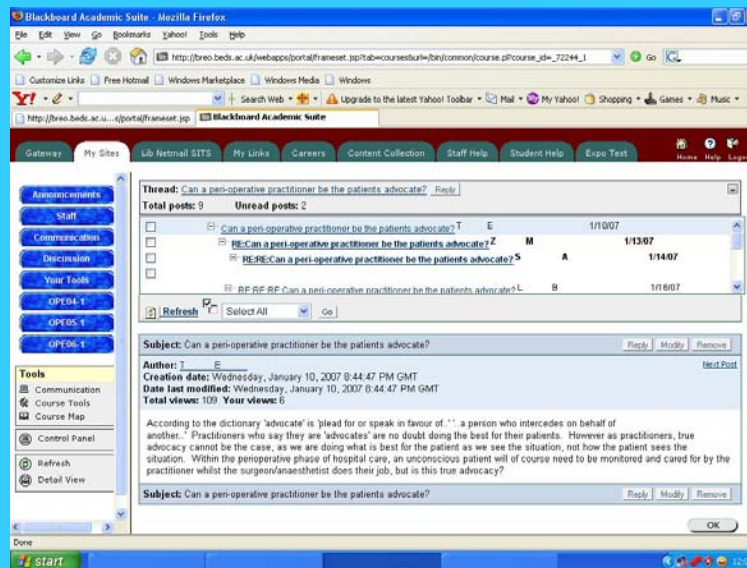 Blackboard Academic Suite - Mozilla Firefox
File Edit View Go Bookmarks Yahoo! Tools Help
http://breo.beds.ac.uk/webapps/portal/frameset.jsp?tab=courses&url=/bin/common/course.pl?course_id=_72244_1 Go
Customize Links Free Hotmail Windows Marketplace Windows Media Windows
Y! Search Web Upgrade to the latest Yahoo! Toolbar Mail My Yahoo! Shopping Games Music
http://breo.beds.ac.u...s/portal/frameset.jsp Blackboard Academic Suite
Gateway My Sites Lib Netmail SITS My Links Careers Content Collection Staff Help Student Help Expo Test Home Help Logo
Announcements
Staff
Communication
Discussion
Your Tools
OPE04-1
OPE05-1
OPE06-1
Tools
Communication
Course Tools
Course Map
Control Panel
Refresh
Detail View
Thread: Can a peri-operative practitioner be the patients advocate? Reply
Total posts: 9 Unread posts: 2
Can a peri-operative practitioner be the patients advocate? T E 1/10/07
RE:Can a peri-operative practitioner be the patients advocate? Z M 1/13/07
RE:RE:Can a peri-operative practitioner be the patients advocate? S A 1/14/07
RE:RE:RE:Can a peri-operative practitioner be the patients advocate? L B 1/16/07
Refresh Select All Go
Subject: Can a peri-operative practitioner be the patients advocate? Reply Modify Remove
Author: T E Next Post
Creation date: Wednesday, January 10, 2007 8:44:47 PM GMT
Date last modified: Wednesday, January 10, 2007 8:44:47 PM GMT
Total views: 109 Your views: 6
According to the dictionary 'advocate' is 'plead for or speak in favour of..' '..a person who intercedes on behalf of
another..' Practitioners who say they are 'advocates' are no doubt doing the best for their patients. However as practitioners, true
advocacy cannot be the case, as we are doing what is best for the patient as we see the situation, not how the patient sees the
situation. Within the perioperative phase of hospital care, an unconscious patient will of course need to be monitored and cared for by the
practitioner whilst the surgeon/anaesthetist does their job, but is this true advocacy?
Subject: Can a peri-operative practitioner be the patients advocate? Reply Modify Remove
OK
Done
start